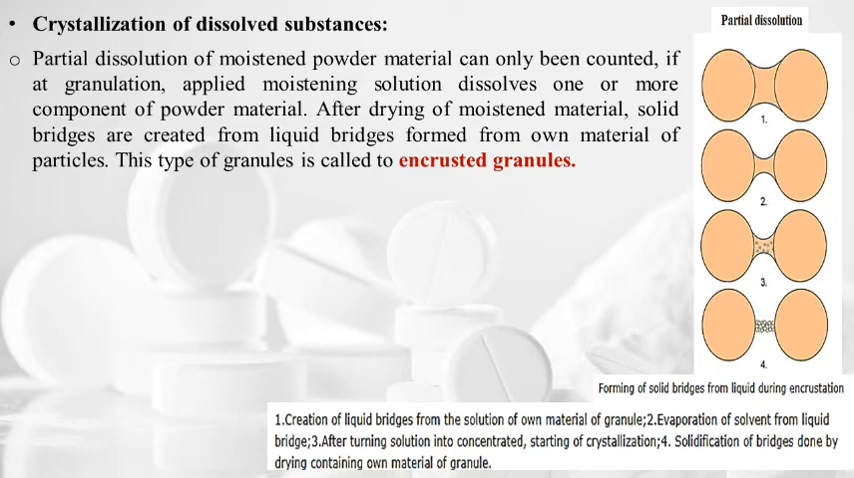 • Crystallization of dissolved substances:
o Partial dissolution of moistened powder material can only been counted, if
at granulation, applied moistening solution dissolves one or more
component of powder material. After drying of moistened material, solid
bridges are created from liquid bridges formed from own material of
particles. This type of granules is called to encrusted granules.
Partial dissolution
1.
2.
3.
4.
Forming of solid bridges from liquid during encrustation
1.Creation of liquid bridges from the solution of own material of granule;2.Evaporation of solvent from liquid
bridge;3.After turning solution into concentrated, starting of crystallization;4. Solidification of bridges done by
drying containing own material of granule.